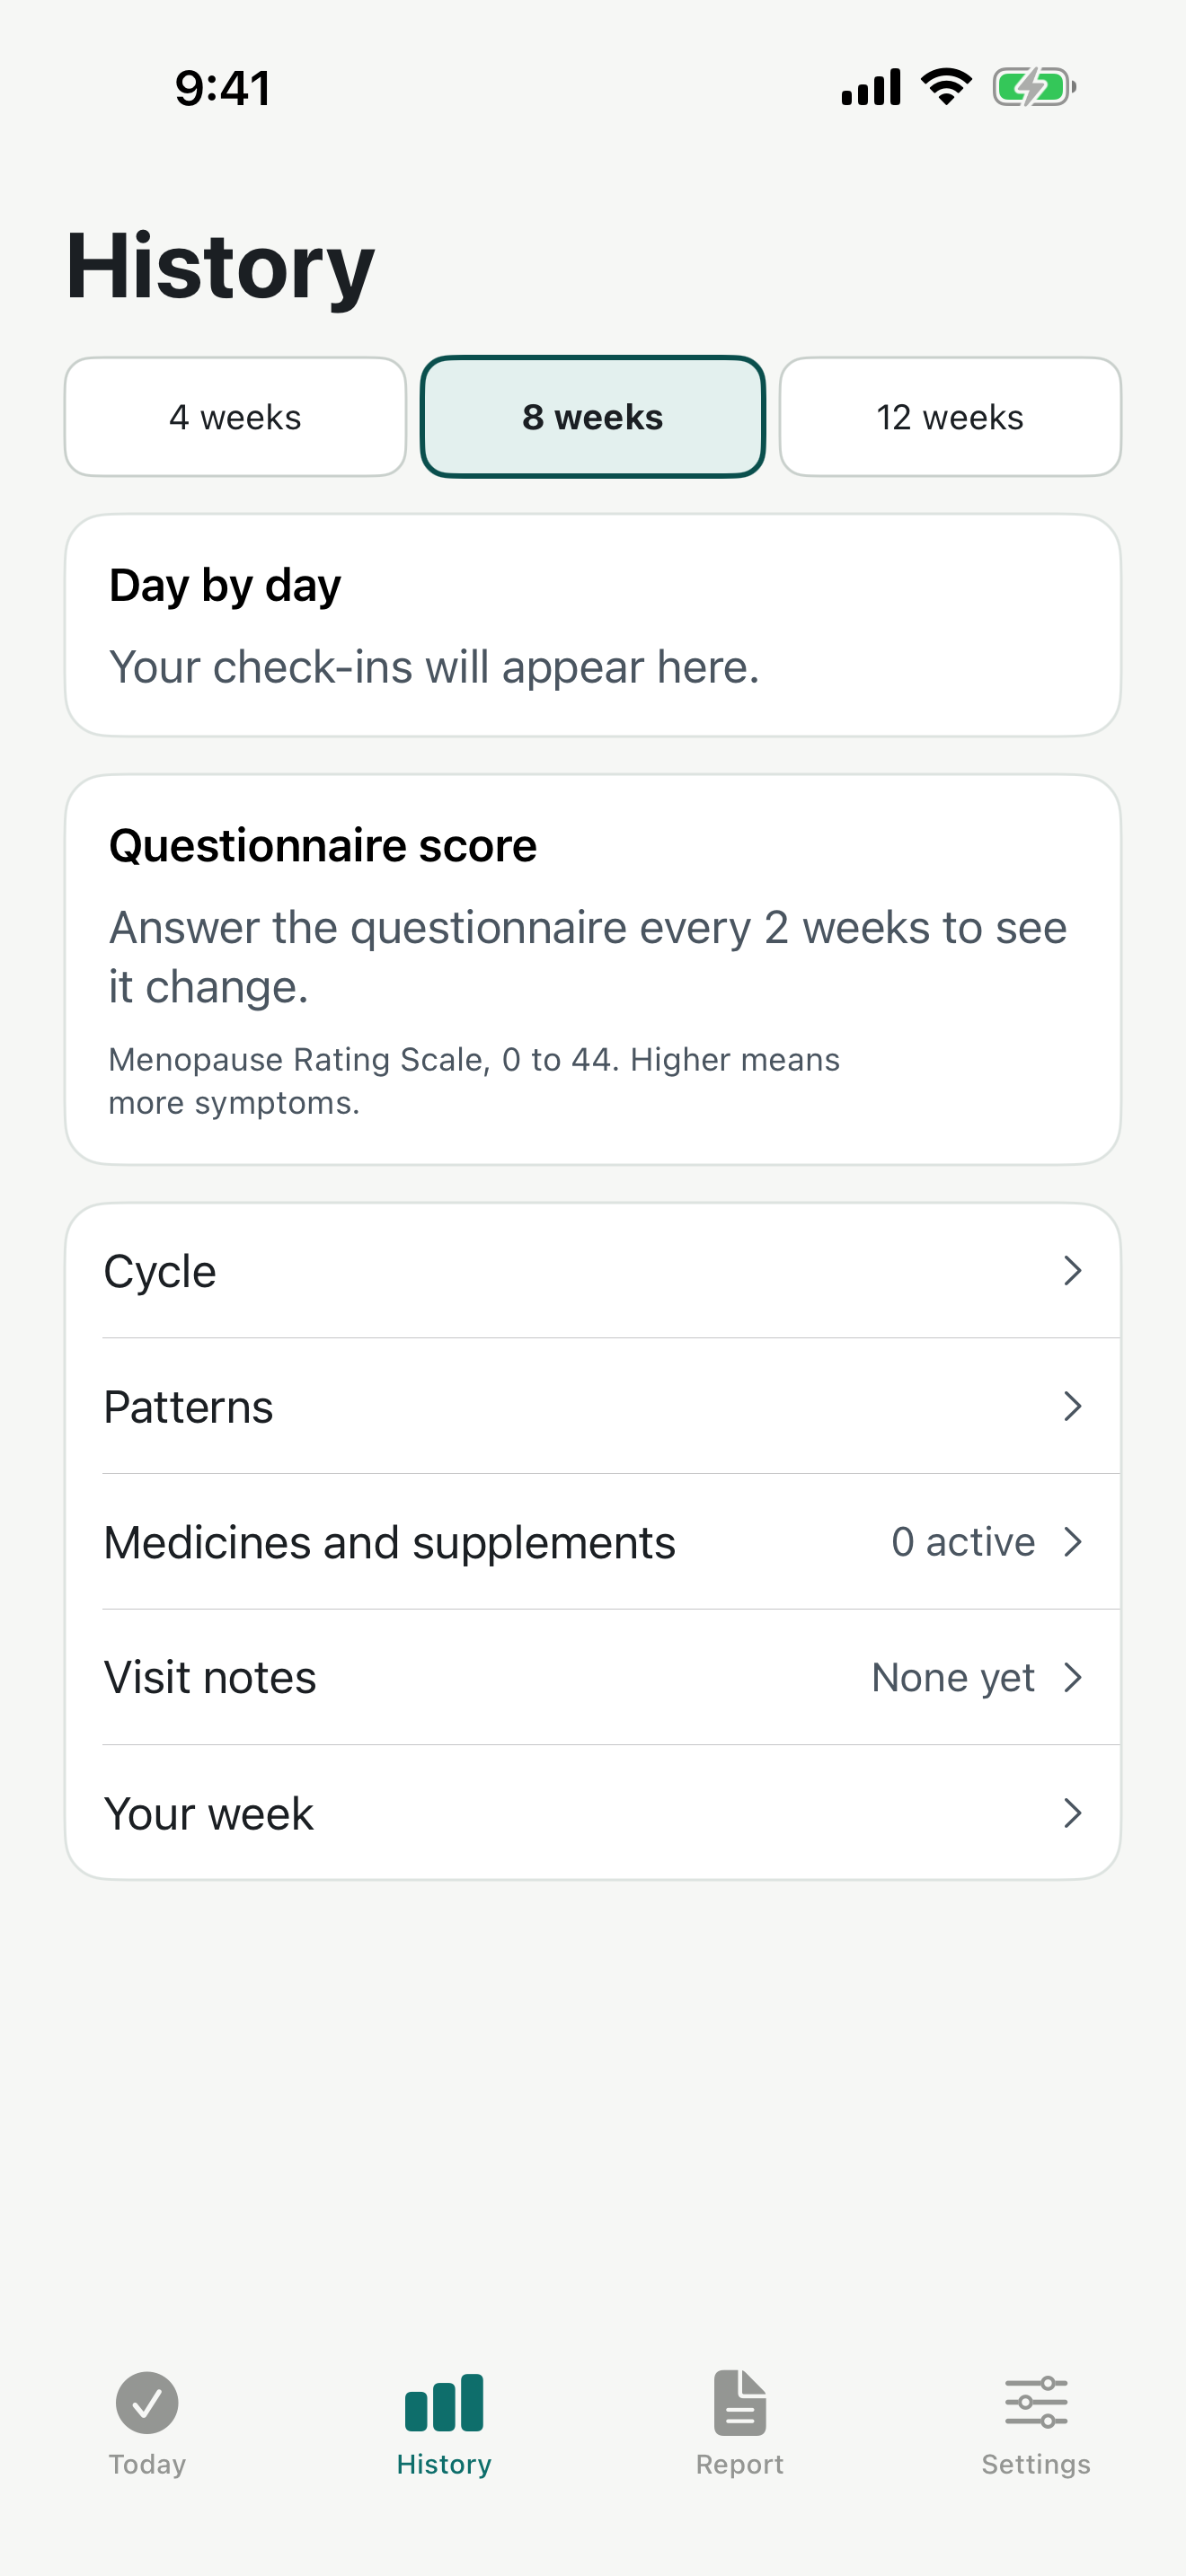 9:41
History
4 weeks
8 weeks
12 weeks
Day by day
Your check-ins will appear here.
Questionnaire score
Answer the questionnaire every 2 weeks to see
it change.
Menopause Rating Scale, 0 to 44. Higher means
more symptoms.
Cycle
Patterns
Medicines and supplements 0 active
Visit notes None yet
Your week
Today
History
Report
Settings